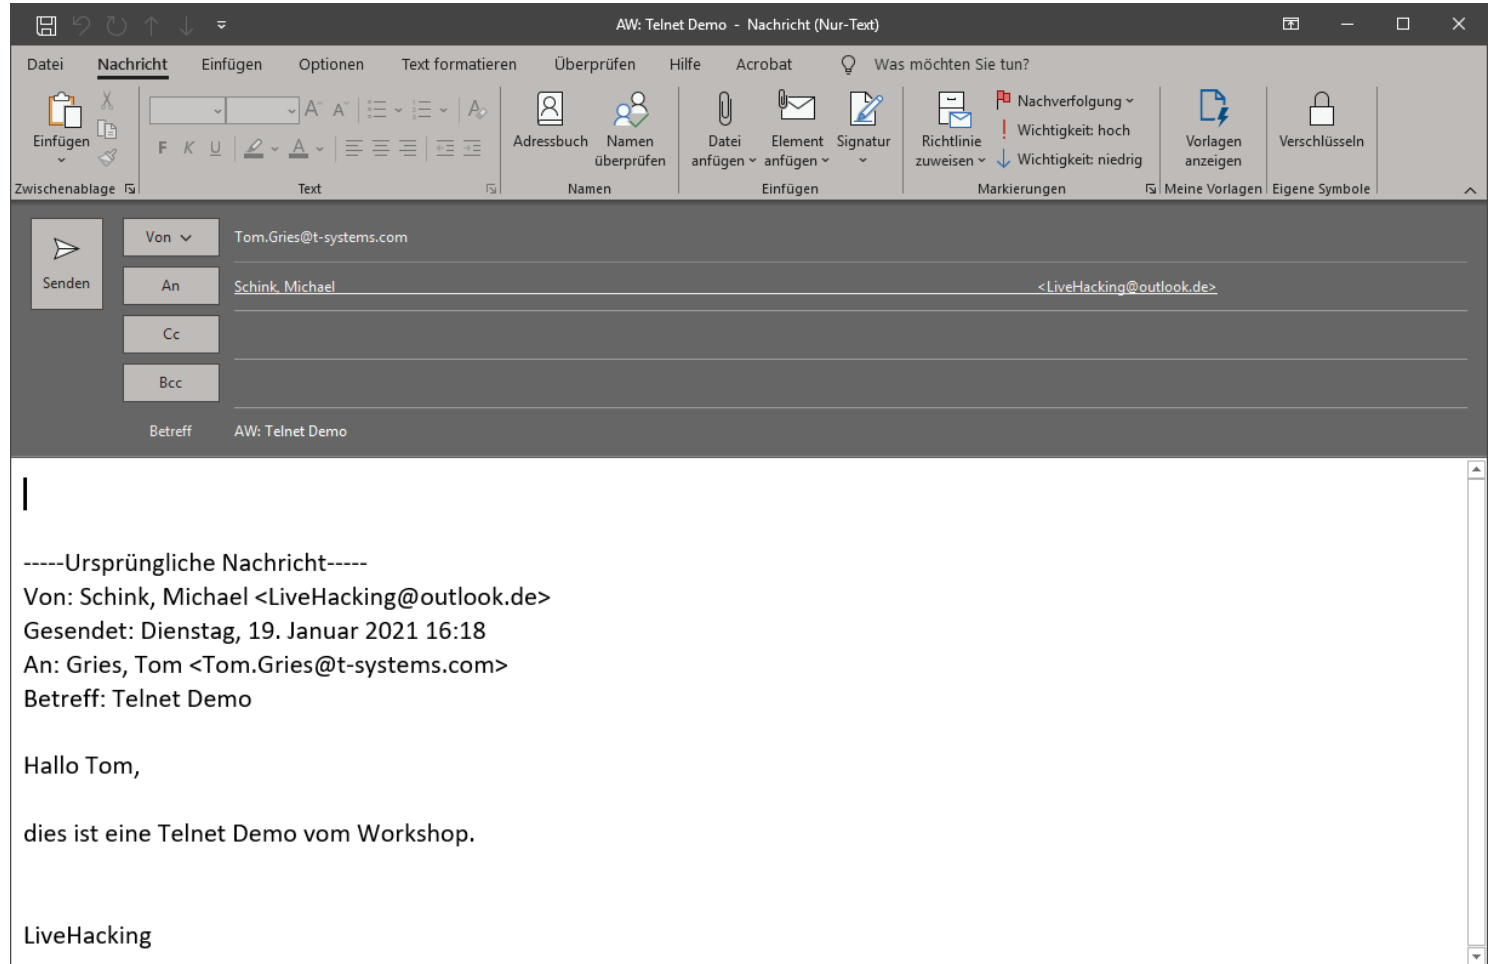 AW: Telnet Demo - Nachricht (Nur-Text)
Datei Nachricht Einfügen Optionen Text formatieren Überprüfen Hilfe Acrobat Was möchten Sie tun?
Einfügen
F K U
A A A
Adressbuch
Namen überprüfen
Datei anfügen
Element anfügen
Signatur
Richtlinie zuweisen
Nachverfolgung
Wichtigkeit: hoch
Wichtigkeit: niedrig
Vorlagen anzeigen
Verschlüsseln
Zwischenablage Text Namen Einfügen Markierungen Meine Vorlagen Eigene Symbole
Senden
Von Tom.Gries@t-systems.com
An Schink, Michael <LiveHacking@outlook.de>
Cc
Bcc
Betreff AW: Telnet Demo
-----Ursprüngliche Nachricht-----
Von: Schink, Michael <LiveHacking@outlook.de>
Gesendet: Dienstag, 19. Januar 2021 16:18
An: Gries, Tom <Tom.Gries@t-systems.com>
Betreff: Telnet Demo
Hallo Tom,
dies ist eine Telnet Demo vom Workshop.
LiveHacking